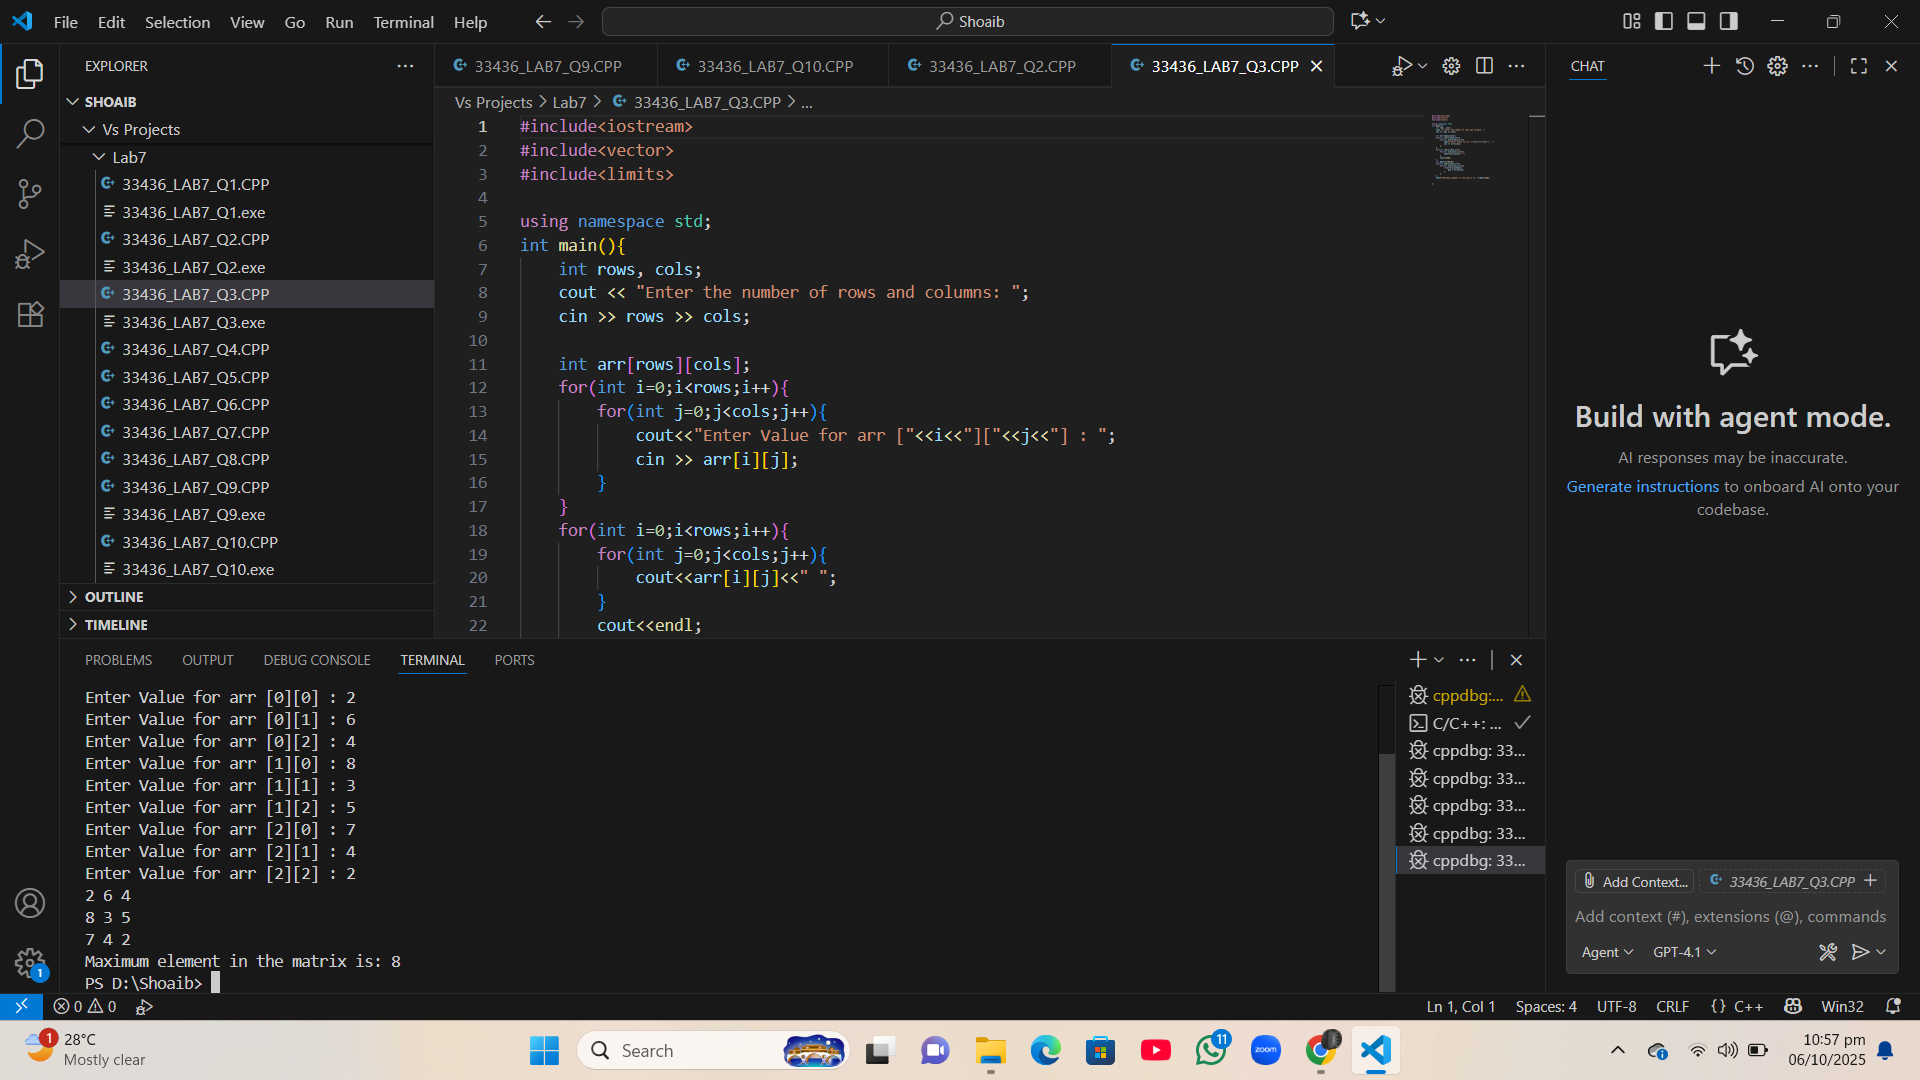 File Edit Selection View Go Run Terminal Help
Shoaib
EXPLORER
SHOAIB
Vs Projects
Lab7
33436_LAB7_Q1.CPP
33436_LAB7_Q1.exe
33436_LAB7_Q2.CPP
33436_LAB7_Q2.exe
33436_LAB7_Q3.CPP
33436_LAB7_Q3.exe
33436_LAB7_Q4.CPP
33436_LAB7_Q5.CPP
33436_LAB7_Q6.CPP
33436_LAB7_Q7.CPP
33436_LAB7_Q8.CPP
33436_LAB7_Q9.CPP
33436_LAB7_Q9.exe
33436_LAB7_Q10.CPP
33436_LAB7_Q10.exe
OUTLINE
TIMELINE
33436_LAB7_Q9.CPP 33436_LAB7_Q10.CPP 33436_LAB7_Q2.CPP 33436_LAB7_Q3.CPP
Vs Projects > Lab7 > 33436_LAB7_Q3.CPP > ...
1 #include<iostream>
2 #include<vector>
3 #include<limits>
4
5 using namespace std;
6 int main(){
7 int rows, cols;
8 cout << "Enter the number of rows and columns: ";
9 cin >> rows >> cols;
10
11 int arr[rows][cols];
12 for(int i=0;i<rows;i++){
13 for(int j=0;j<cols;j++){
14 cout<<"Enter Value for arr ["<<i<<"]["<<j<<"] : ";
15 cin >> arr[i][j];
16 }
17 }
18 for(int i=0;i<rows;i++){
19 for(int j=0;j<cols;j++){
20 cout<<arr[i][j]<<" ";
21 }
22 cout<<endl;
PROBLEMS OUTPUT DEBUG CONSOLE TERMINAL PORTS
Enter Value for arr [0][0] : 2
Enter Value for arr [0][1] : 6
Enter Value for arr [0][2] : 4
Enter Value for arr [1][0] : 8
Enter Value for arr [1][1] : 3
Enter Value for arr [1][2] : 5
Enter Value for arr [2][0] : 7
Enter Value for arr [2][1] : 4
Enter Value for arr [2][2] : 2
2 6 4
8 3 5
7 4 2
Maximum element in the matrix is: 8
PS D:\Shoaib>
cppdbg:...
C/C++: ...
cppdbg: 33...
cppdbg: 33...
cppdbg: 33...
cppdbg: 33...
cppdbg: 33...
CHAT
Build with agent mode.
AI responses may be inaccurate.
Generate instructions to onboard AI onto your
codebase.
Add Context... 33436_LAB7_Q3.CPP
Add context (#), extensions (@), commands
Agent GPT-4.1
1
0 0
Ln 1, Col 1 Spaces: 4 UTF-8 CRLF {} C++ Win32
1
28°C
Mostly clear
Search
11
zoom
10:57 pm
06/10/2025